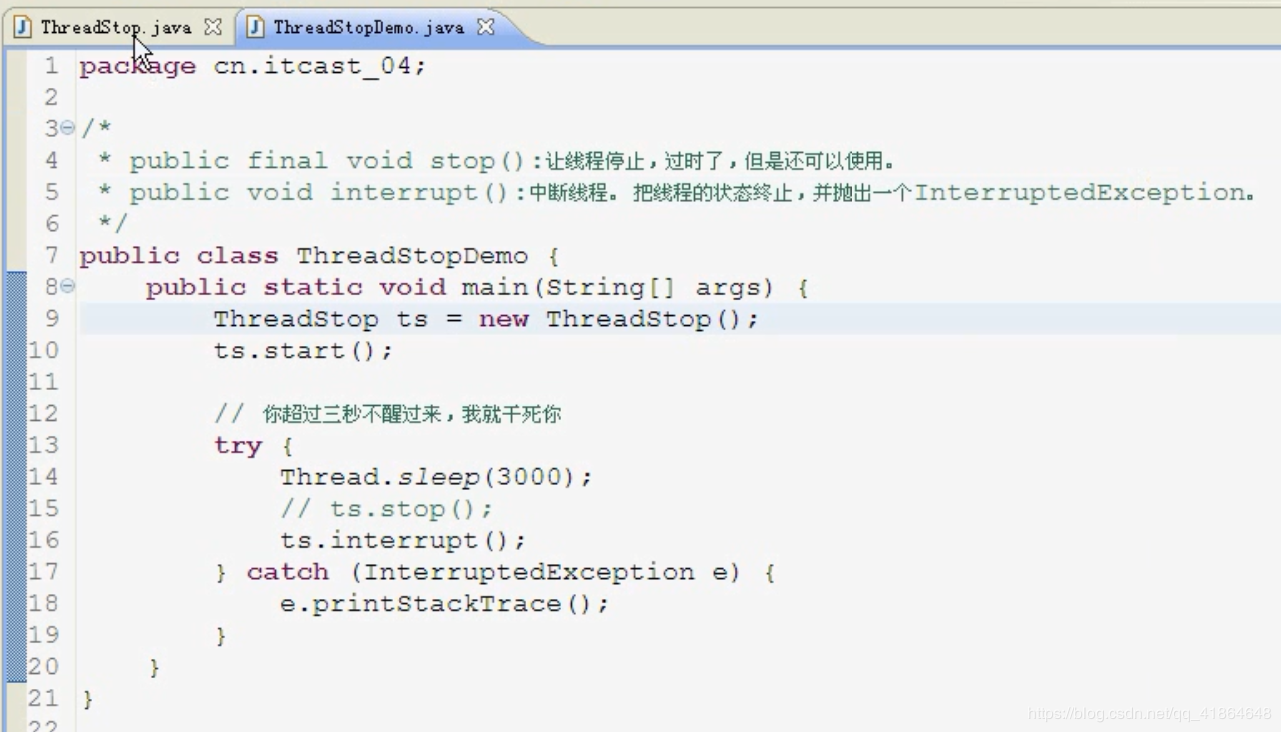 ThreadStop.java ThreadStopDemo.java
1 package cn.itcast_04;
2
3 /*
4 * public final void stop():让线程停止，过时了，但是还可以使用。
5 * public void interrupt():中断线程。 把线程的状态终止，并抛出一个InterruptedException。
6 */
7 public class ThreadStopDemo {
8 public static void main(String[] args) {
9 ThreadStop ts = new ThreadStop();
10 ts.start();
11
12 // 你超过三秒不醒过来，我就干死你
13 try {
14 Thread.sleep(3000);
15 // ts.stop();
16 ts.interrupt();
17 } catch (InterruptedException e) {
18 e.printStackTrace();
19 }
20 }
21 }
22
https://blog.csdn.net/qq_41864648